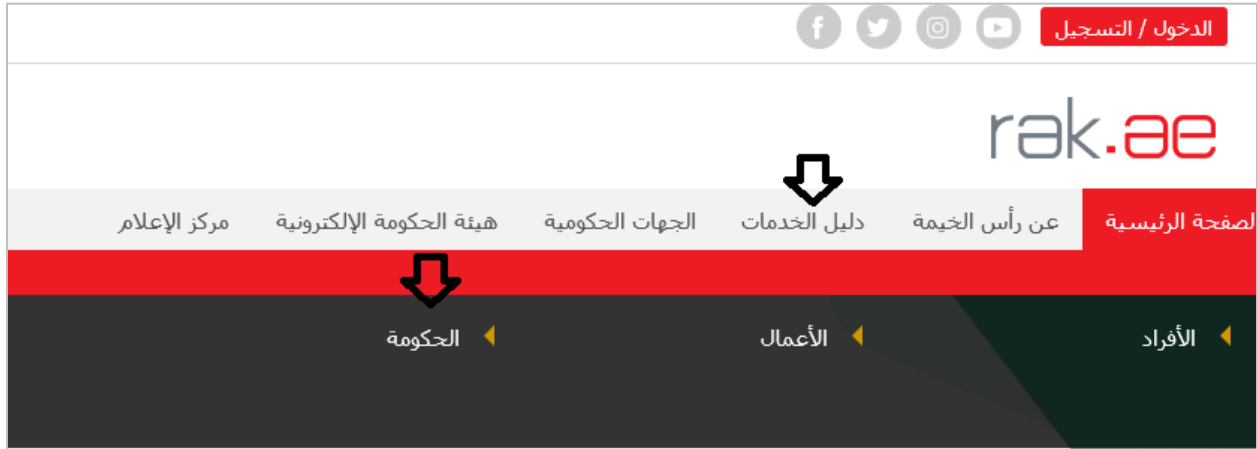 الدخول / التسجيل
rak.ae
لصفحة الرئيسية عن رأس الخيمة دليل الخدمات الجهات الحكومية هيئة الحكومة الإلكترونية مركز الإعلام
الأفراد الأعمال الحكومة